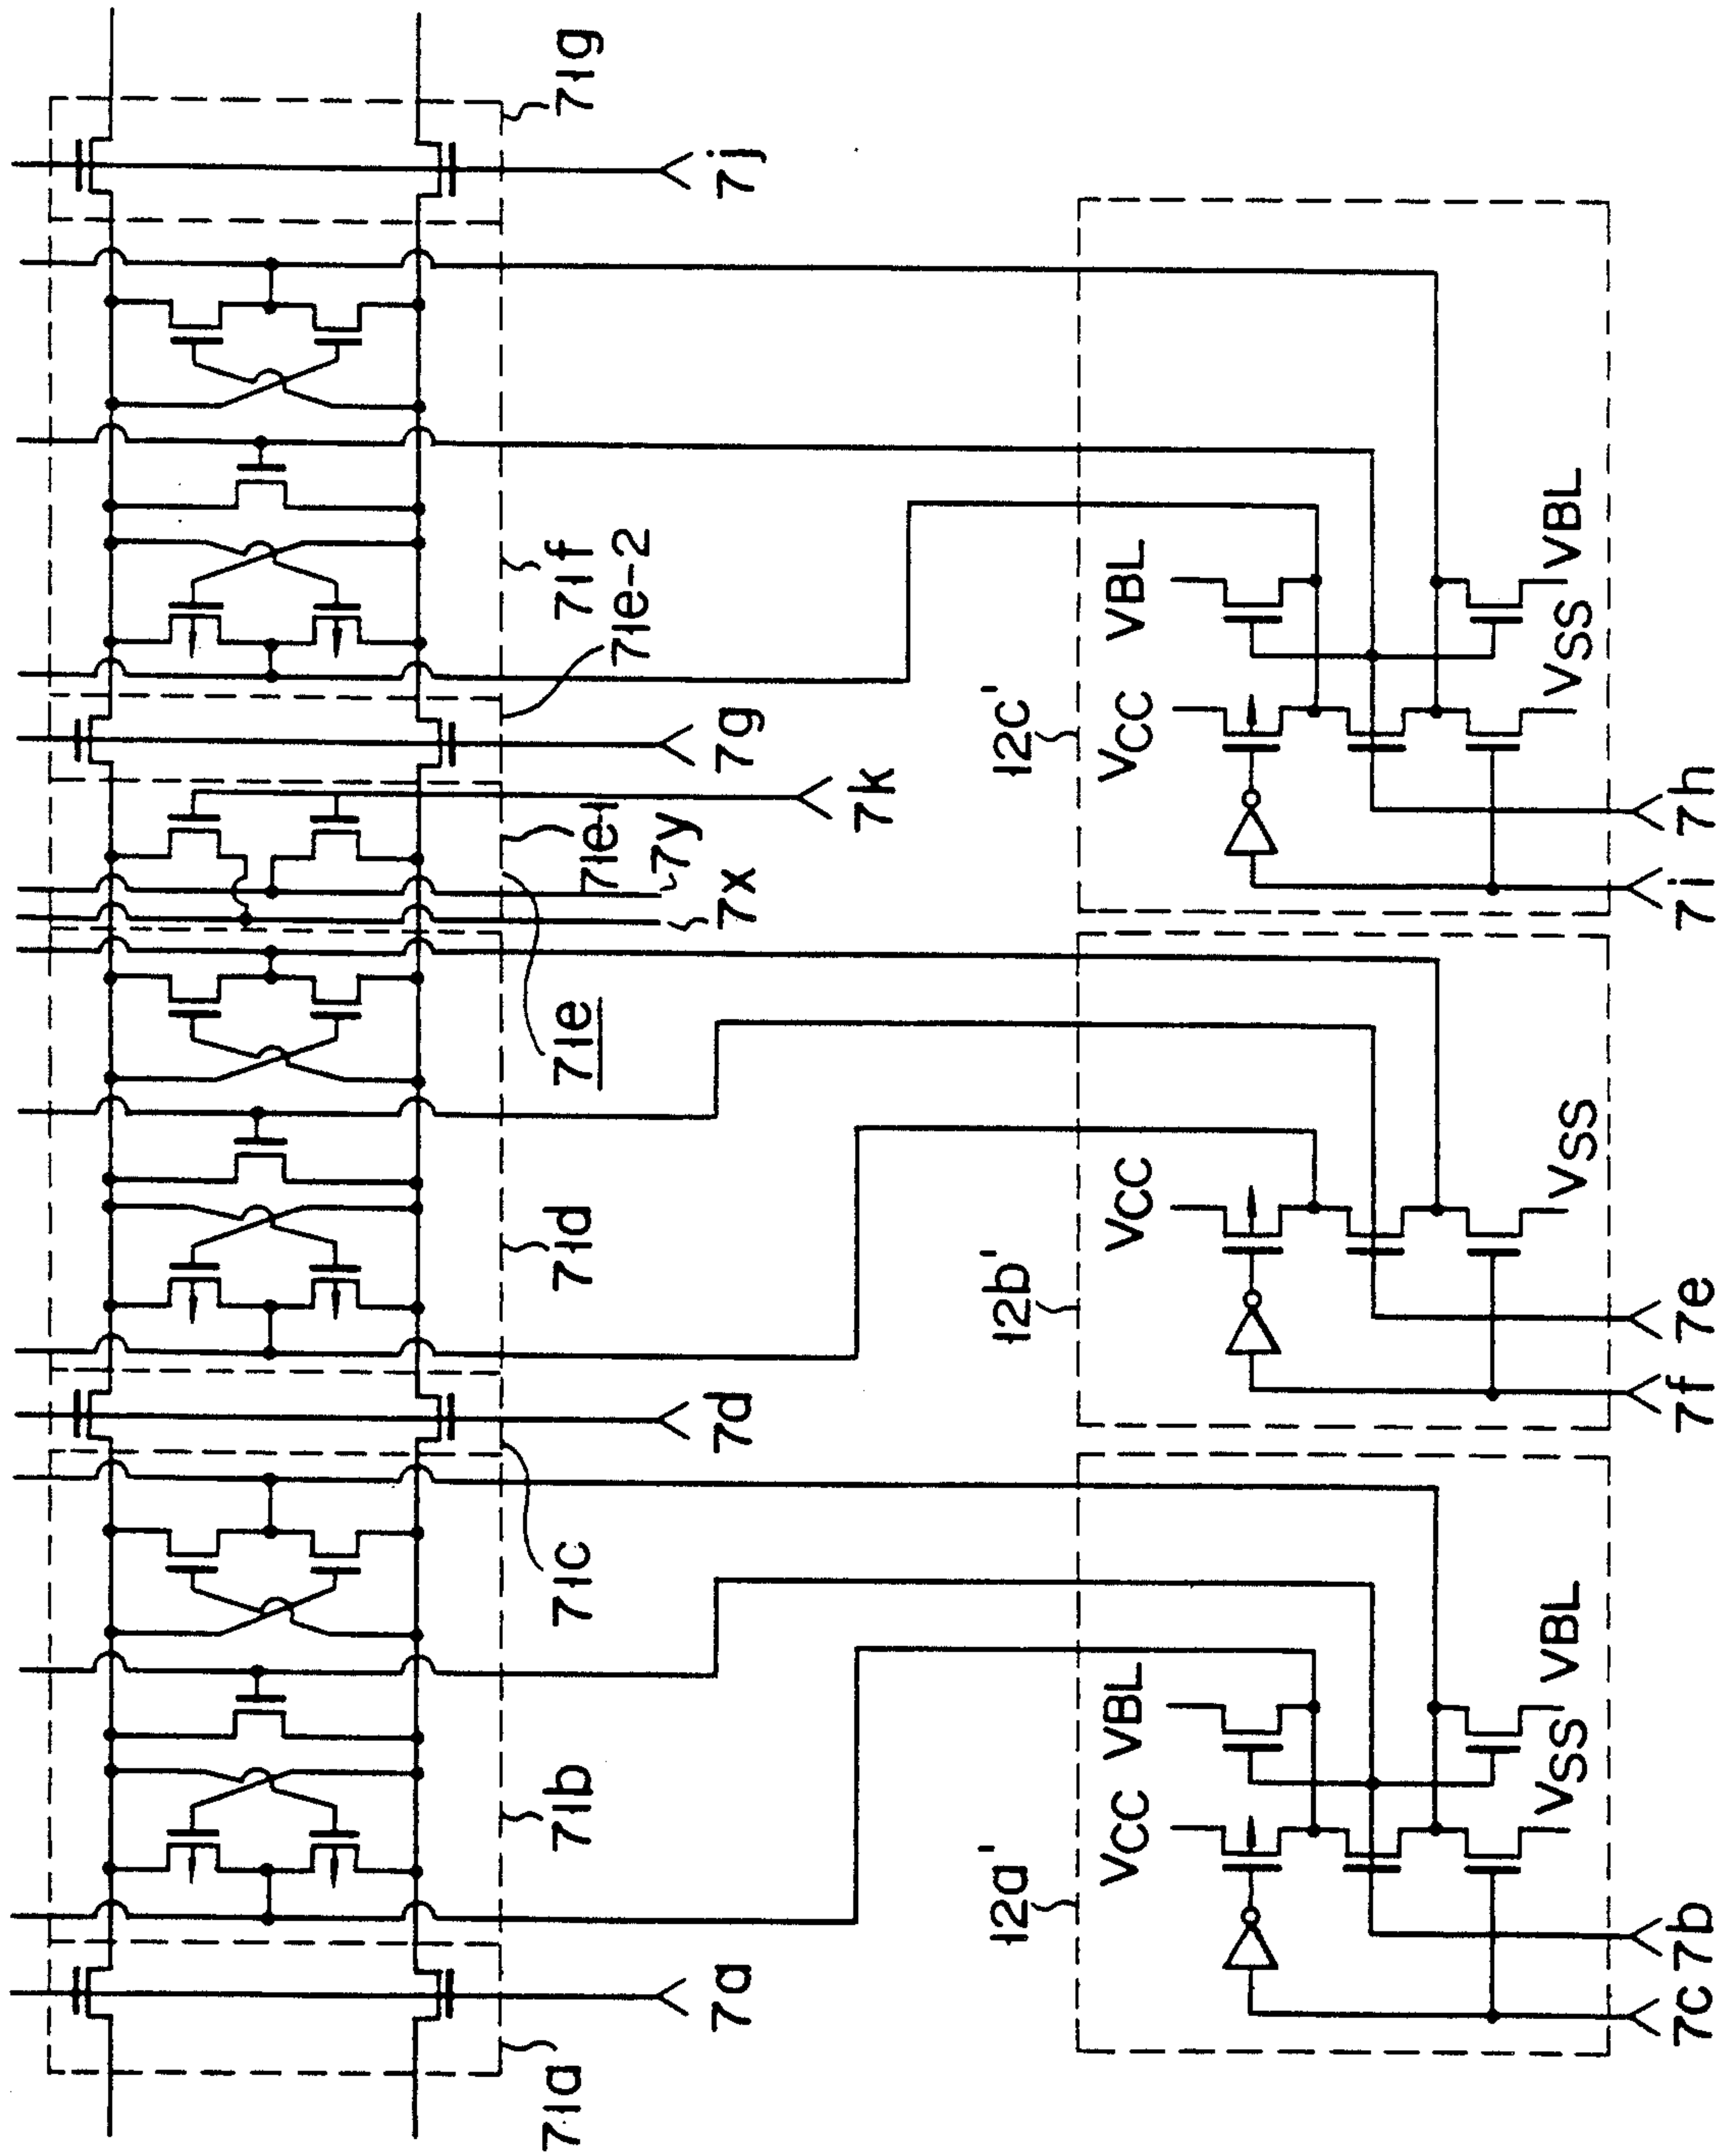 71a
71b
71c
71d
71e
71e-1
71e-2
71f
71g
7a
7d
7x
7y
7k
7g
7j
12a'
VCC
VBL
VSS
VBL
7c
7b
12b'
VCC
VSS
7f
7e
12c'
VCC
VBL
VSS
VBL
7i
7h